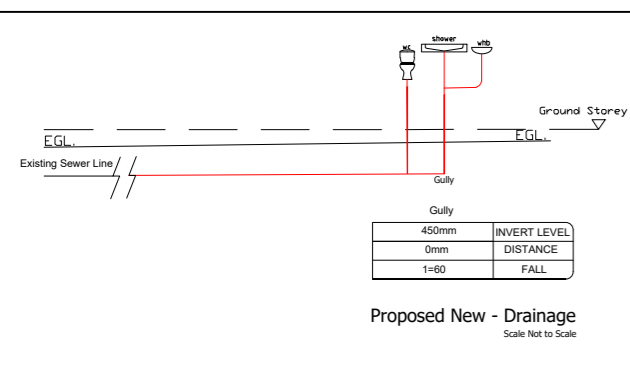 wc
shower
whb
Ground Storey
EGL.
EGL.
Existing Sewer Line
Gully
Gully
450mm INVERT LEVEL
0mm DISTANCE
1=60 FALL
Proposed New - Drainage
Scale Not to Scale